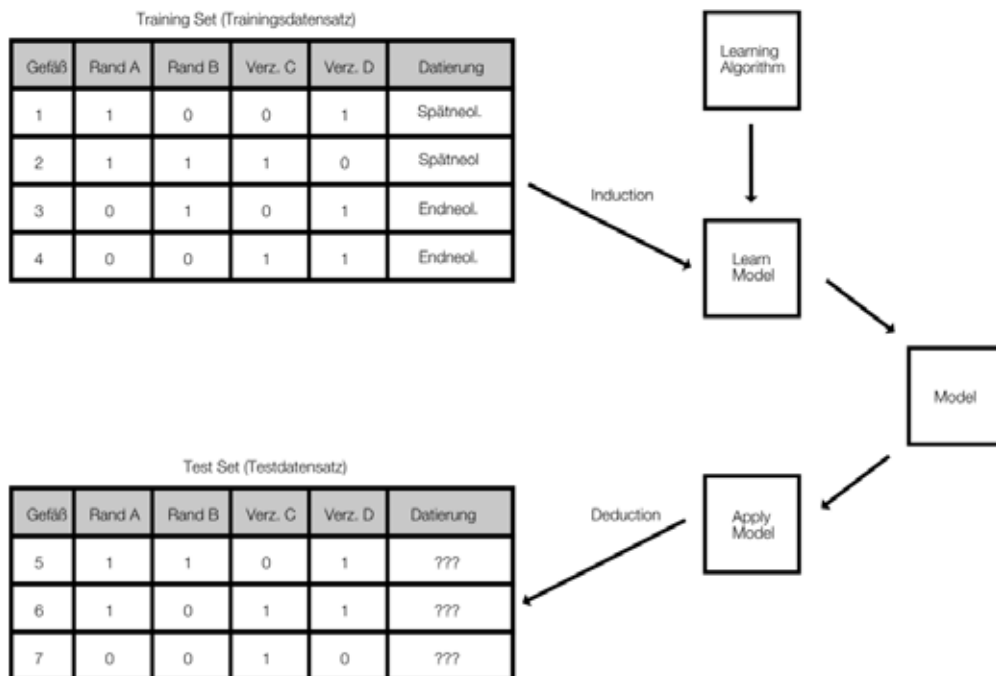 Training Set (Trainingsdatensatz)
Gefäß Rand A Rand B Verz. C Verz. D Datierung
1 1 0 0 1 Spätneol.
2 1 1 1 0 Spätneol
3 0 1 0 1 Endneol.
4 0 0 1 1 Endneol.
Learning
Algorithm
Induction
Learn
Model
Model
Test Set (Testdatensatz)
Gefäß Rand A Rand B Verz. C Verz. D Datierung
5 1 1 0 1 ???
6 1 0 1 1 ???
7 0 0 1 0 ???
Deduction
Apply
Model